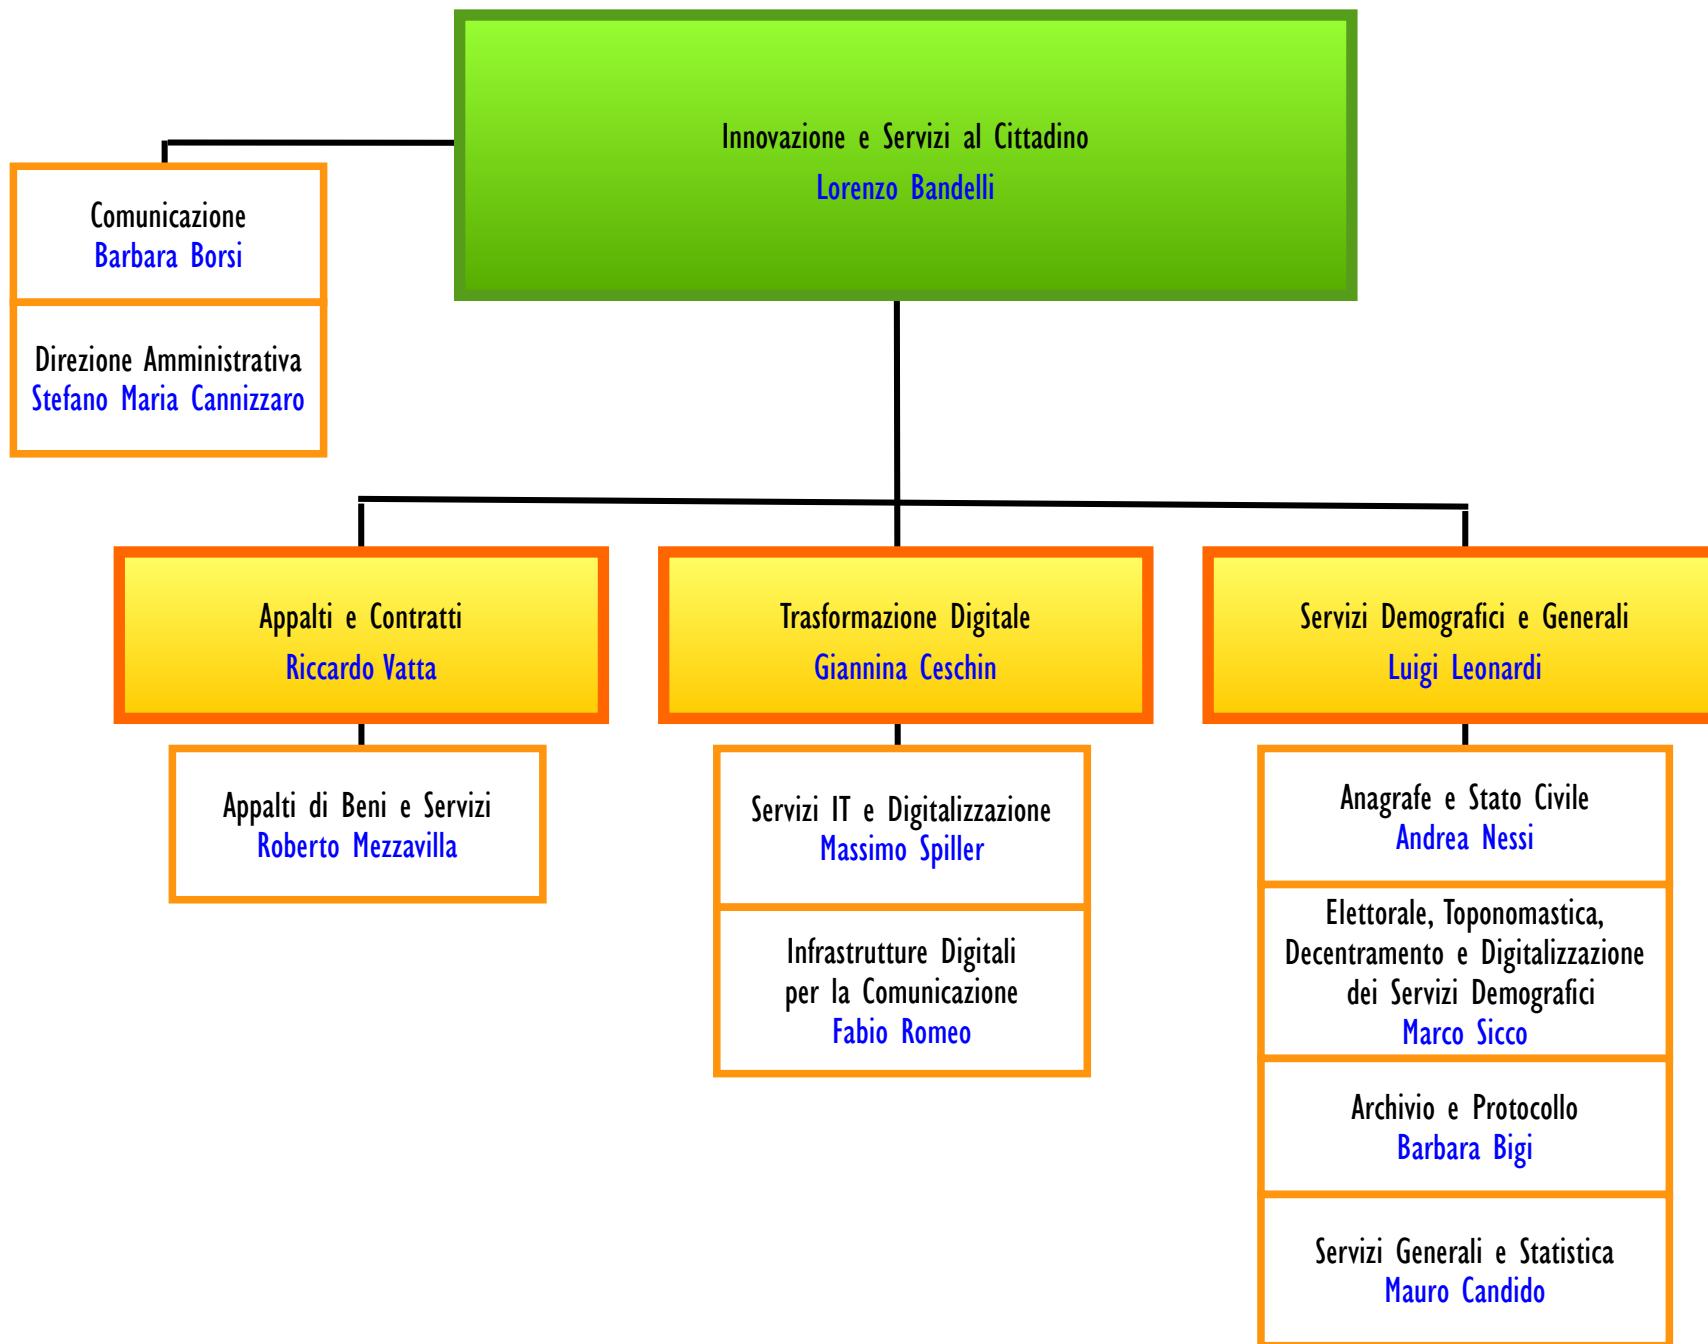 Innovazione e Servizi al Cittadino
Lorenzo Bandelli
Comunicazione
Barbara Borsi
Direzione Amministrativa
Stefano Maria Cannizzaro
Appalti e Contratti
Riccardo Vatta
Appalti di Beni e Servizi
Roberto Mezzavilla
Trasformazione Digitale
Giannina Ceschin
Servizi IT e Digitalizzazione
Massimo Spiller
Infrastrutture Digitali
per la Comunicazione
Fabio Romeo
Servizi Demografici e Generali
Luigi Leonardi
Anagrafe e Stato Civile
Andrea Nessi
Elettorale, Toponomastica,
Decentramento e Digitalizzazione
dei Servizi Demografici
Marco Sicco
Archivio e Protocollo
Barbara Bigi
Servizi Generali e Statistica
Mauro Candido